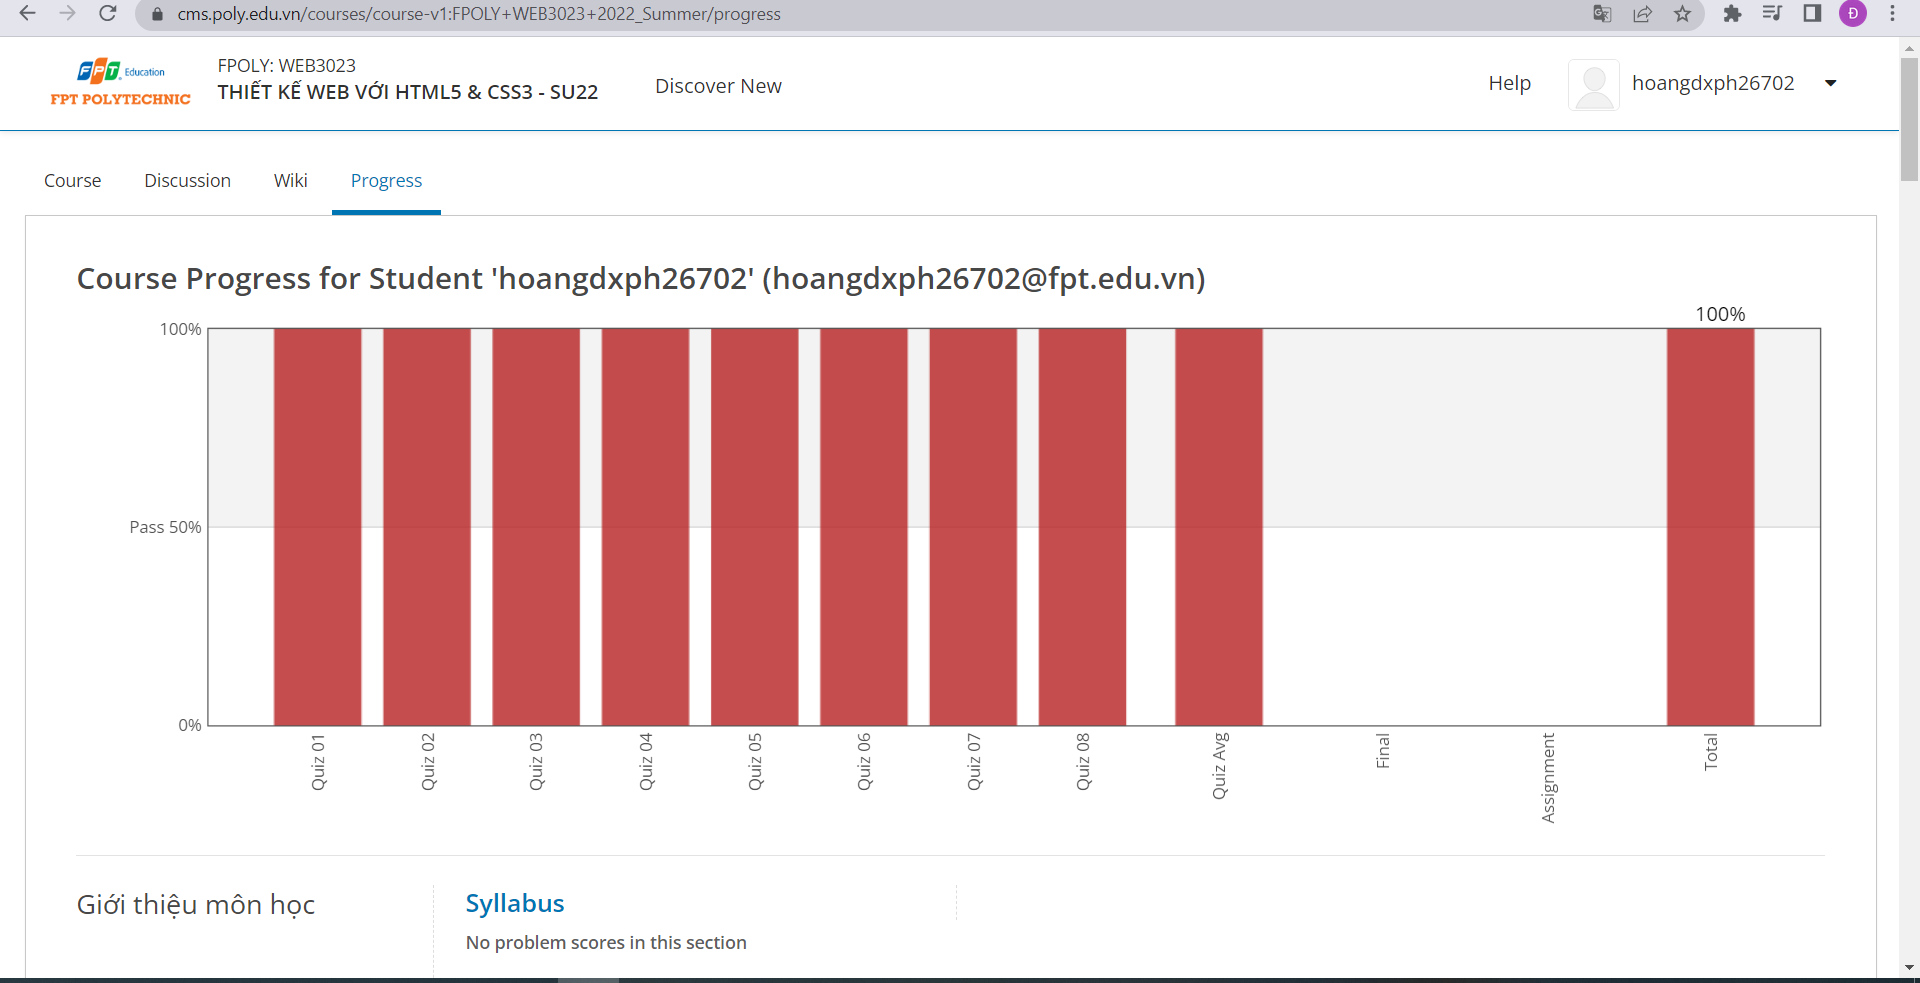 cms.poly.edu.vn/courses/course-v1:FPOLY+WEB3023+2022_Summer/progress
Đ
FPT Education
FPT POLYTECHNIC
FPOLY: WEB3023
THIẾT KẾ WEB VỚI HTML5 & CSS3 - SU22
Discover New
Help
hoangdxph26702
Course
Discussion
Wiki
Progress
Course Progress for Student 'hoangdxph26702' (hoangdxph26702@fpt.edu.vn)
100%
100%
Pass 50%
0%
Quiz 01
Quiz 02
Quiz 03
Quiz 04
Quiz 05
Quiz 06
Quiz 07
Quiz 08
Quiz Avg
Final
Assignment
Total
Giới thiệu môn học
Syllabus
No problem scores in this section